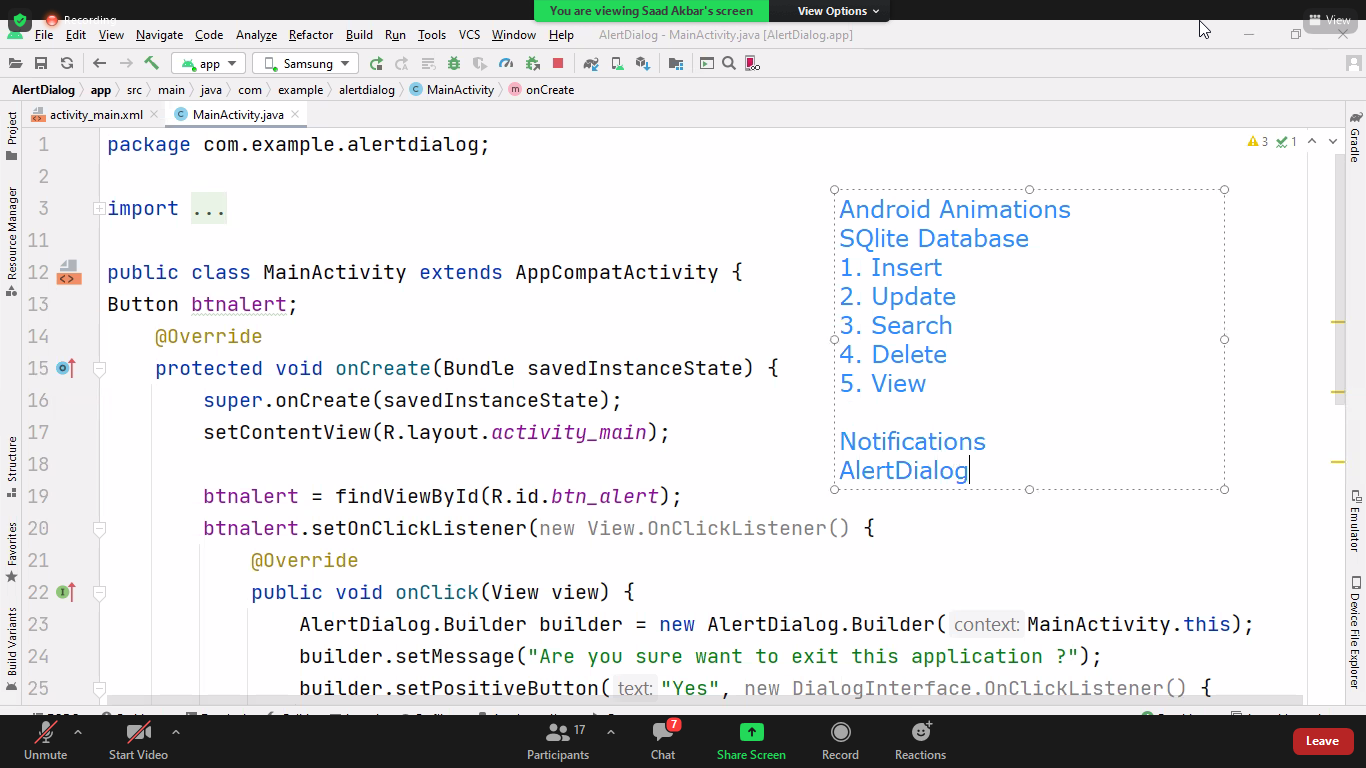 Recording
You are viewing Saad Akbar's screen
View Options
View
File Edit View Navigate Code Analyze Refactor Build Run Tools VCS Window Help AlertDialog - MainActivity.java [AlertDialog.app]
app Samsung
AlertDialog app src main java com example alertdialog MainActivity onCreate
activity_main.xml MainActivity.java
Project
Resource Manager
Structure
Favorites
Build Variants
Gradle
Emulator
Device File Explorer
3 1
1 package com.example.alertdialog;
2
3 import ...
11
12 public class MainActivity extends AppCompatActivity {
13 Button btnalert;
14 @Override
15 protected void onCreate(Bundle savedInstanceState) {
16 super.onCreate(savedInstanceState);
17 setContentView(R.layout.activity_main);
18
19 btnalert = findViewById(R.id.btn_alert);
20 btnalert.setOnClickListener(new View.OnClickListener() {
21 @Override
22 public void onClick(View view) {
23 AlertDialog.Builder builder = new AlertDialog.Builder( context: MainActivity.this);
24 builder.setMessage("Are you sure want to exit this application ?");
25 builder.setPositiveButton( text: "Yes", new DialogInterface.OnClickListener() {
Android Animations
SQlite Database
1. Insert
2. Update
3. Search
4. Delete
5. View
Notifications
AlertDialog
Unmute
Start Video
Participants 17
Chat 7
Share Screen
Record
Reactions
Leave